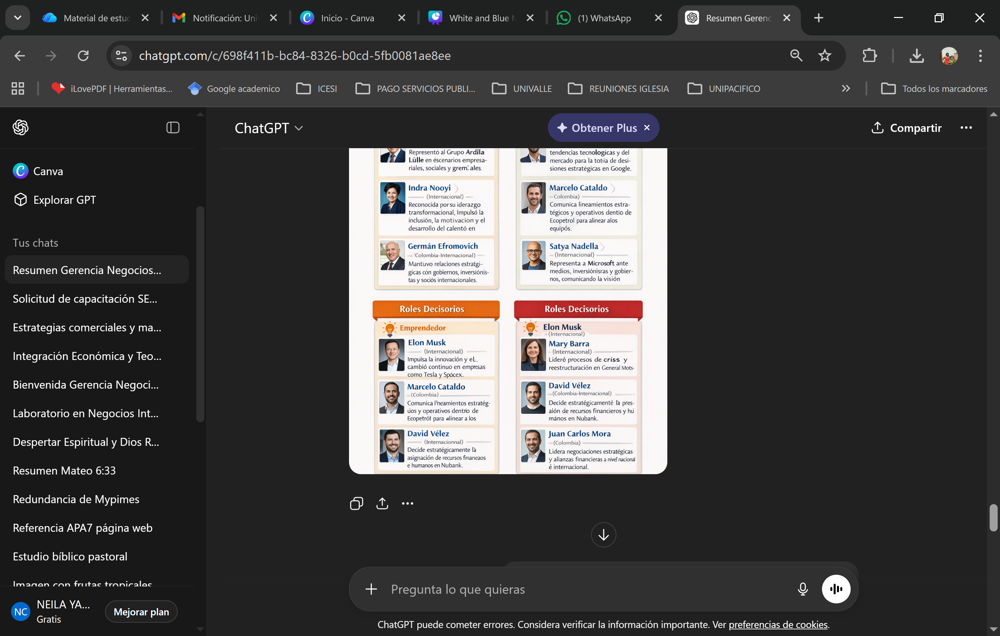 Material de estuc
Notificación: Uni
Inicio - Canva
White and Blue M
(1) WhatsApp
Resumen Gerenc
chatgpt.com/c/698f411b-bc84-8326-b0cd-5fb0081ae8ee
iLovePDF | Herramientas...
Google academico
ICESI
PAGO SERVICIOS PUBLI...
UNIVALLE
REUNIONES IGLESIA
UNIPACIFICO
Todos los marcadores
ChatGPT
Obtener Plus
Compartir
Canva
Explorar GPT
Tus chats
Resumen Gerencia Negocios...
Solicitud de capacitación SE...
Estrategias comerciales y ma...
Integración Económica y Teo...
Bienvenida Gerencia Negoci...
Laboratorio en Negocios Int...
Despertar Espiritual y Dios R...
Resumen Mateo 6:33
Redundancia de Mypimes
Referencia APA7 página web
Estudio bíblico pastoral
Imagen con frutas tropicales
NC
NEILA YA...
Gratis
Mejorar plan
Representó al Grupo Ardila
Lülle en éscenarios empresa-
riales, sociales y grem: ales.
Indra Nooyi
(Internacional)
Reconocida por su iderazgo
transformacional, Impulsó la
inclusión, la motivacion y el
desarrollo del calentó en
Germán Efromovich
'Colombia-Internacional)
Mantuvo relaciones estratgi-
gicas cón gobiernos, inversiónis-
tas y sociós internacionales.
tendencias tecnologicas y del
mercado para la totia de desi-
siones estratégicas en Google.
Marcelo Cataldo
Colombia)
Comunica lineamientos estra-
tégicos y operativos dentio de
Ecopetrol para alinear alos
equipós.
Satya Nadella
(Internacional)
Representa a Microsoft ante
medios, inversiónisras y gobier-
nos, comunicando la visión
Roles Decisorios
Emprendedor
Elon Musk
(Internacional)
Impulsa la innovación y eL.
cambió continuo en emprsas
como Tesla y Spácex.
Marcelo Cataldo
(Colombia)
Comunica l'neamientos estratég-
uos y operativos dentro de
Ecopetról para alinear a los
David Vélez
(Internacionnal)
Decide estratégicamente la
asignación de recursos fmaneaos
e humanos en Nubank.
Roles Decisorios
Elon Musk
(Internacional)
Mary Barra
(Internacional)
Lideró procesos de criss y
reestructuración en General Mots-
David Vélez
(Colombia-Internacional)
Decide estratégicamenté la pres-
aión de recursos financieros y hu
mános en Nubank.
Juan Carlos Mora
(Colombia)
Lidera negociaciones estratégicas
y alianzas financieras a nivel nacional
é internacional.
Pregunta lo que quieras
ChatGPT puede cometer errores. Considera verificar la información importante. Ver preferencias de cookies.